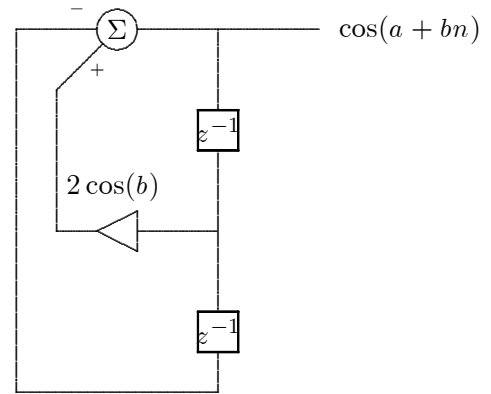 −
Σ
cos(a + bn)
+
z⁻¹
2 cos(b)
z⁻¹